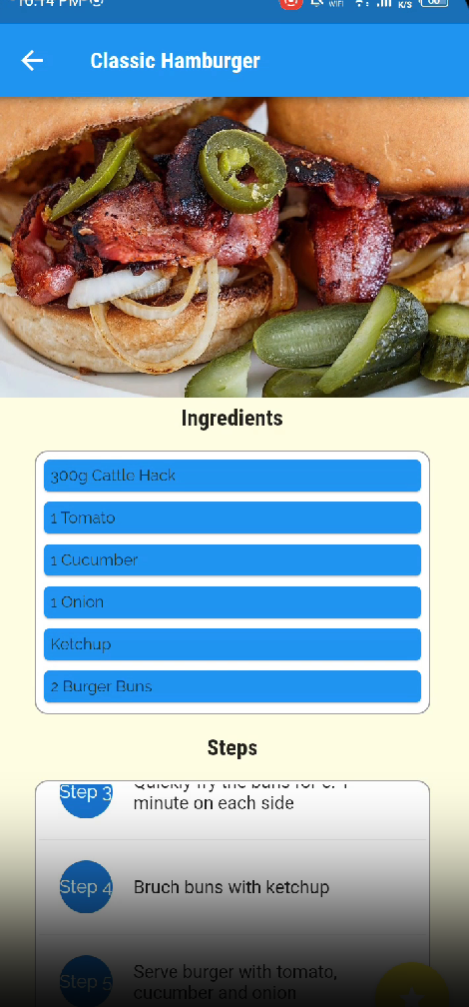 10:14 PM
WiFi
K/S
Classic Hamburger
Ingredients
300g Cattle Hack
1 Tomato
1 Cucumber
1 Onion
Ketchup
2 Burger Buns
Steps
Step 3
Quickly fry the buns for
minute on each side
Step 4
Bruch buns with ketchup
Step 5
Serve burger with tomato,
cucumber and onion